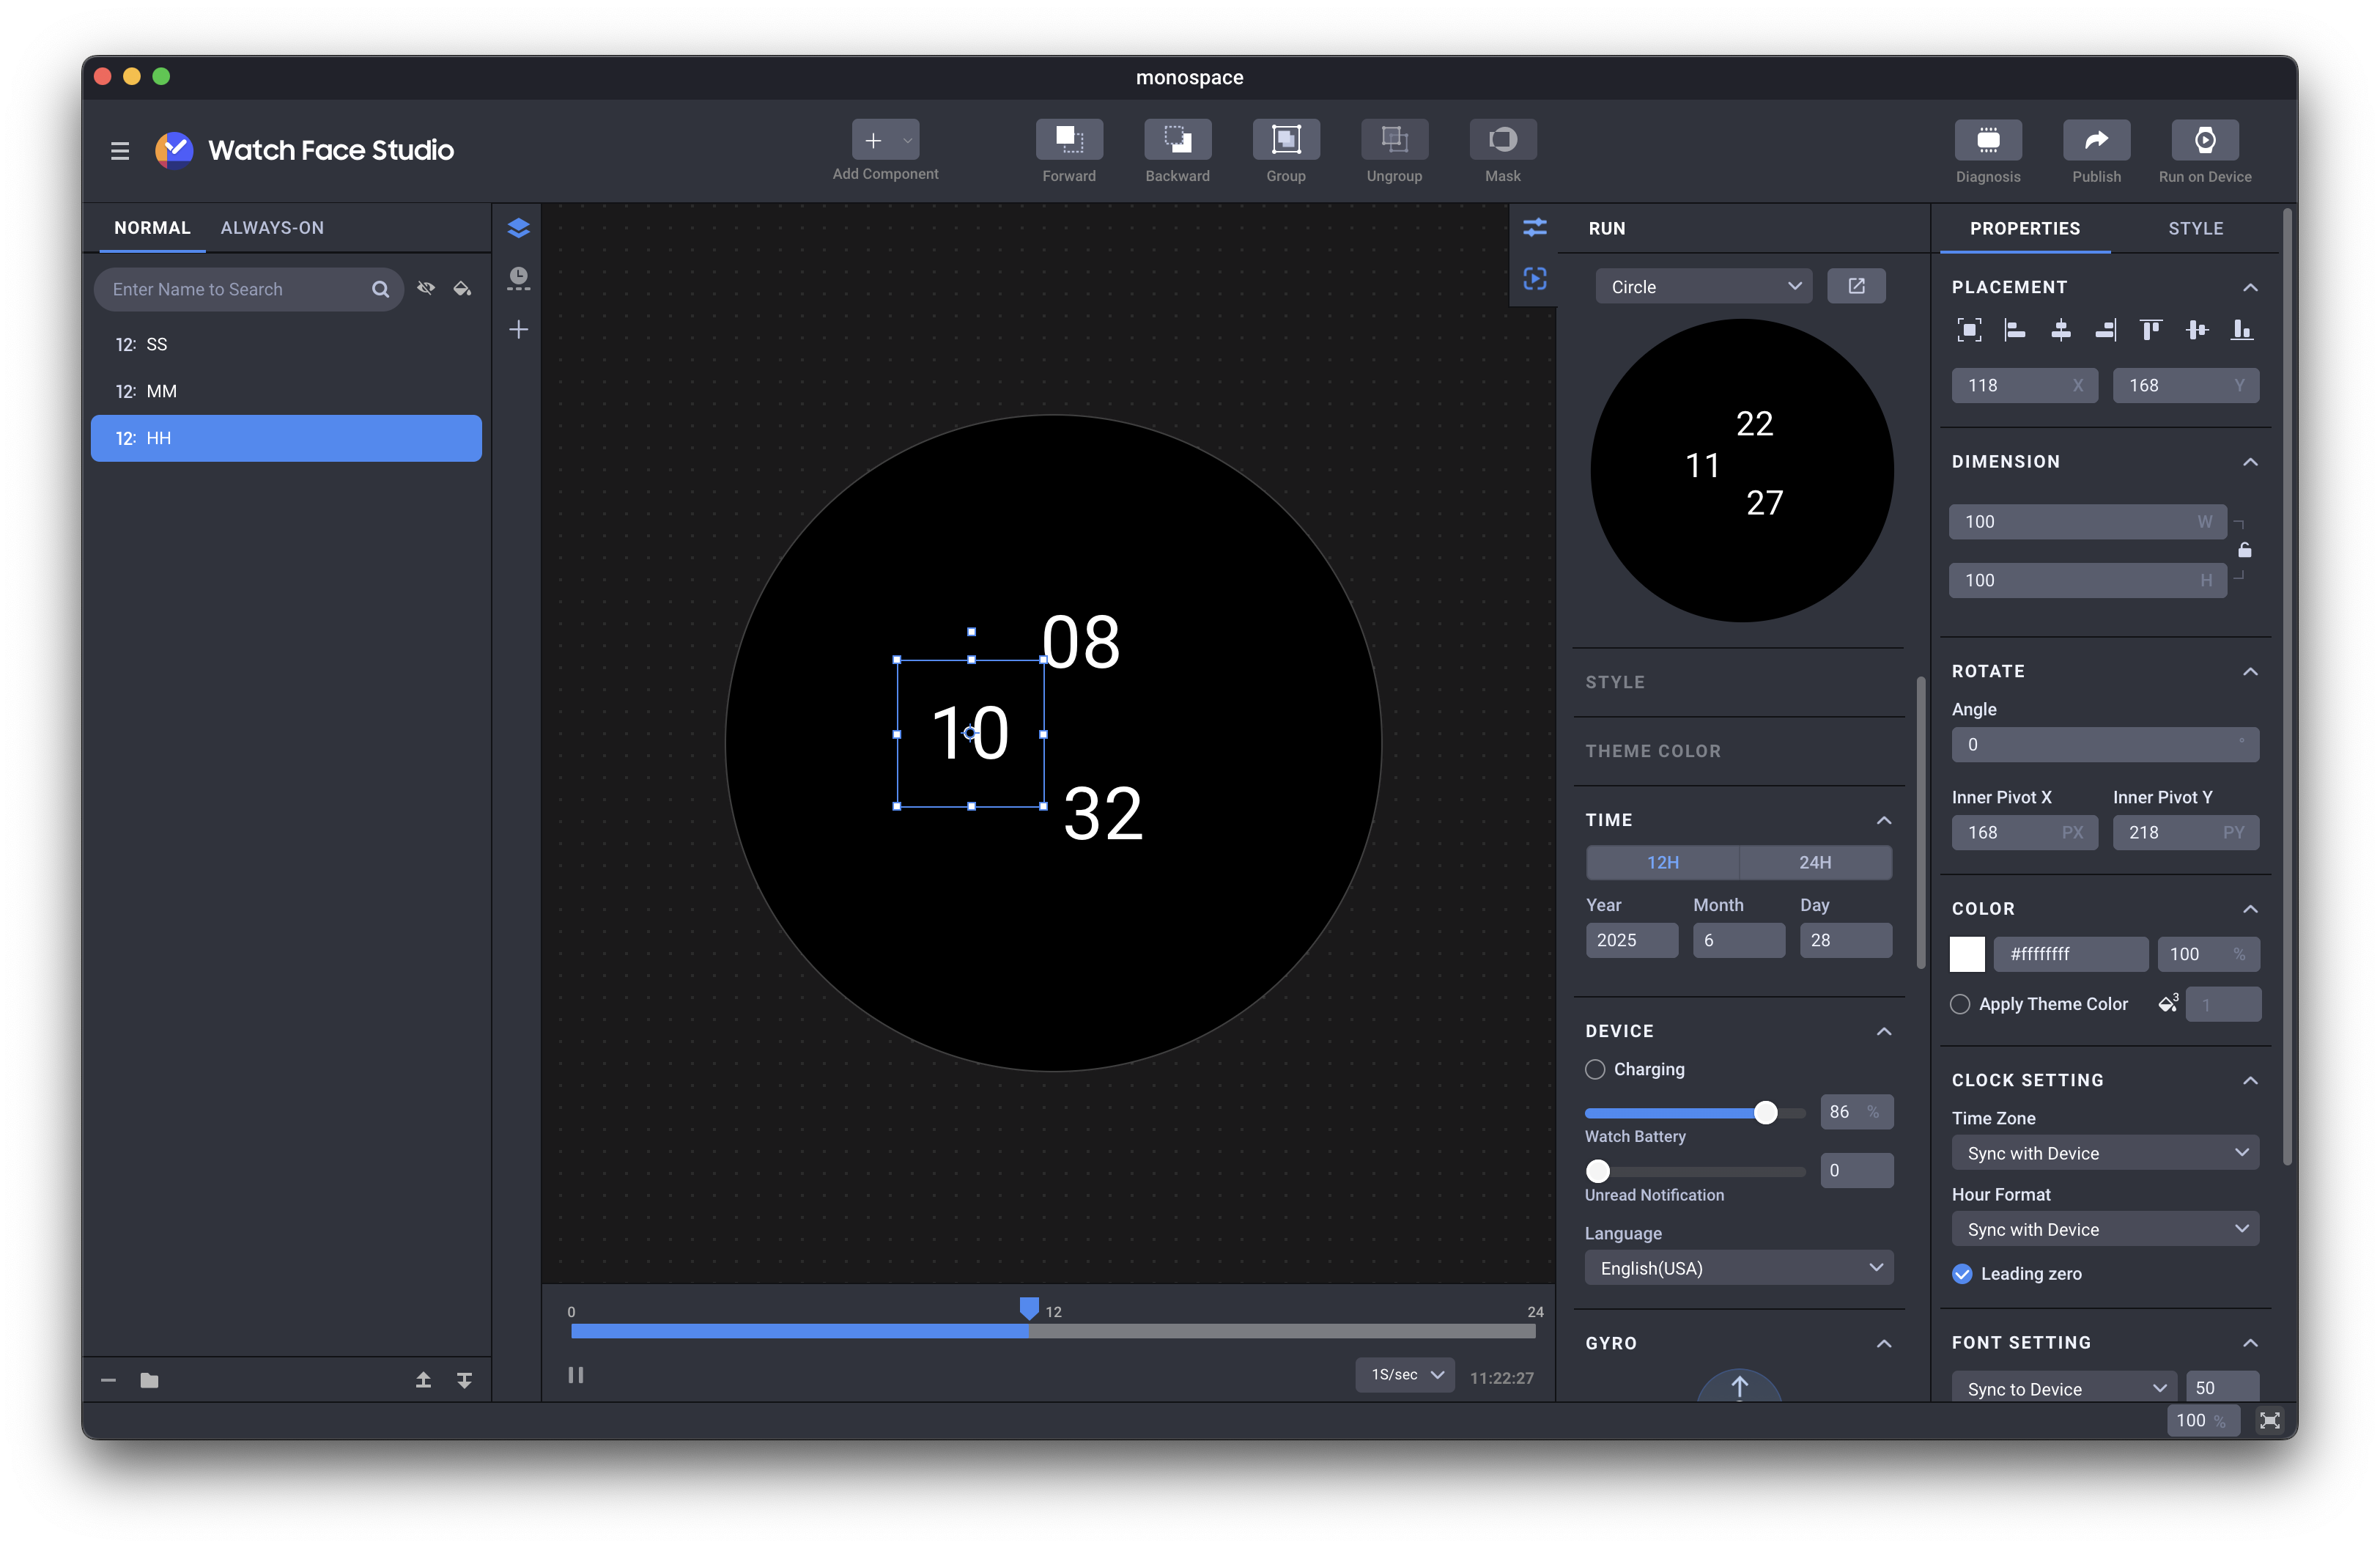 monospace
Watch Face Studio
Add Component
Forward
Backward
Group
Ungroup
Mask
Diagnosis
Publish
Run on Device
NORMAL
ALWAYS-ON
Enter Name to Search
12: SS
12: MM
12: HH
08
10
32
0
12
24
1S/sec
11:22:27
RUN
Circle
22
11
27
STYLE
THEME COLOR
TIME
12H
24H
Year
Month
Day
2025
6
28
DEVICE
Charging
86 %
Watch Battery
0
Unread Notification
Language
English(USA)
GYRO
PROPERTIES
STYLE
PLACEMENT
118 X
168 Y
DIMENSION
100 W
100 H
ROTATE
Angle
0 °
Inner Pivot X
Inner Pivot Y
168 PX
218 PY
COLOR
#ffffffff
100 %
Apply Theme Color
3
1
CLOCK SETTING
Time Zone
Sync with Device
Hour Format
Sync with Device
Leading zero
FONT SETTING
Sync to Device
50
100 %